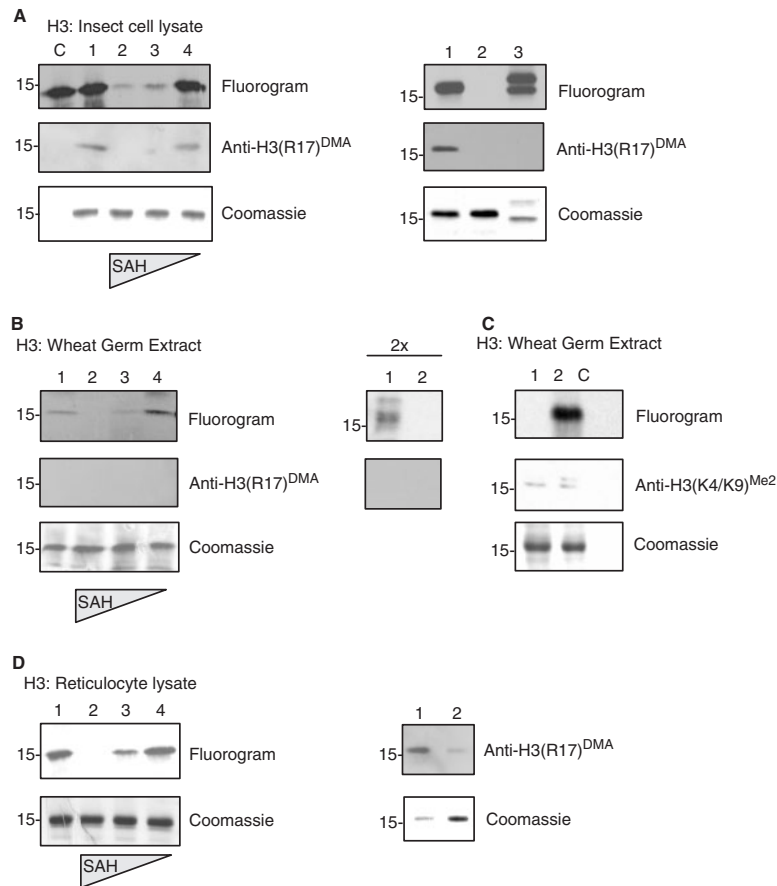 A
H3: Insect cell lysate
C 1 2 3 4
15- Fluorogram
15- Anti-H3(R17)DMA
15- Coomassie
SAH
1 2 3
15- Fluorogram
15- Anti-H3(R17)DMA
15- Coomassie
B
H3: Wheat Germ Extract
1 2 3 4
15- Fluorogram
15- Anti-H3(R17)DMA
15- Coomassie
SAH
2x
1 2
15-
C
H3: Wheat Germ Extract
1 2 C
15- Fluorogram
15- Anti-H3(K4/K9)Me2
15- Coomassie
D
H3: Reticulocyte lysate
1 2 3 4
15- Fluorogram
15- Coomassie
SAH
1 2
15- Anti-H3(R17)DMA
15- Coomassie